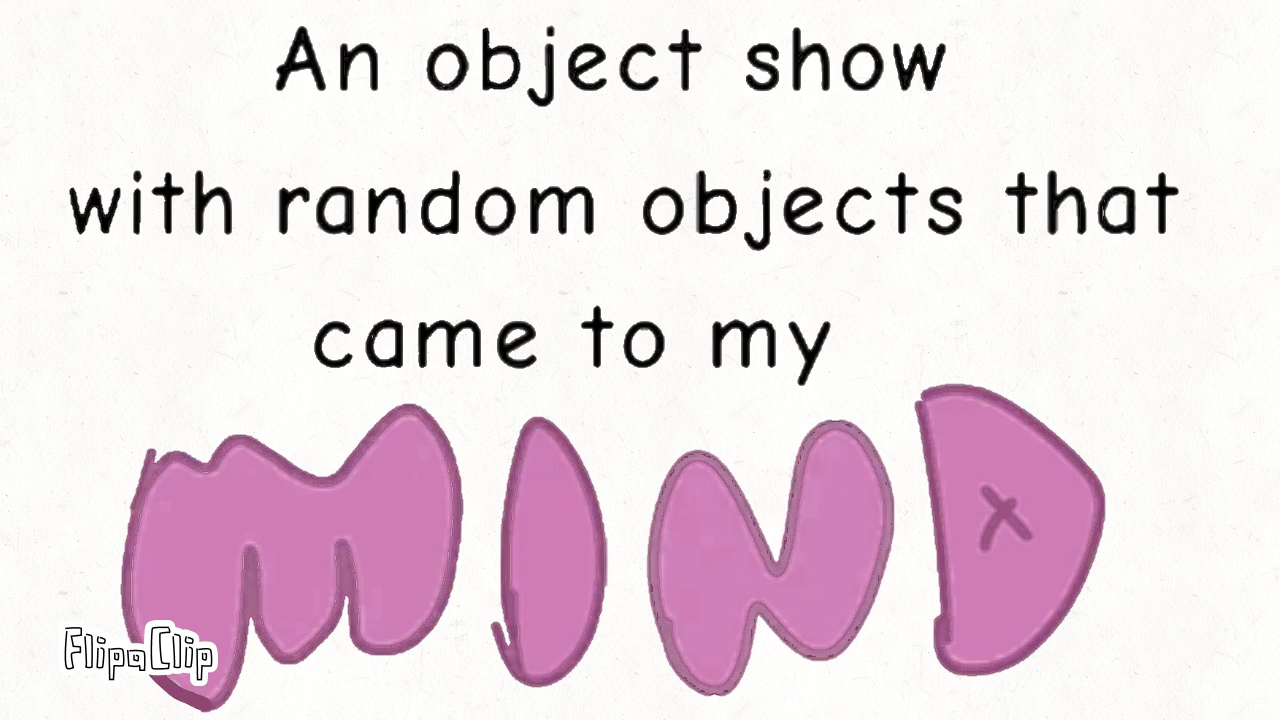 An object show
with random objects that
came to my
MIND
FlipaClip